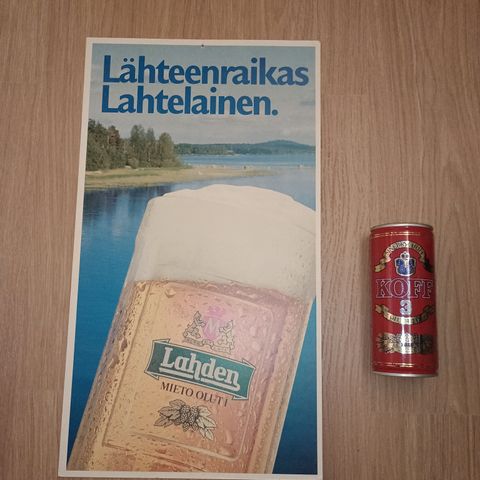 Lähteenraikas
Lahtelainen.
Lahden
MIETO OLUT I
KOFF
3